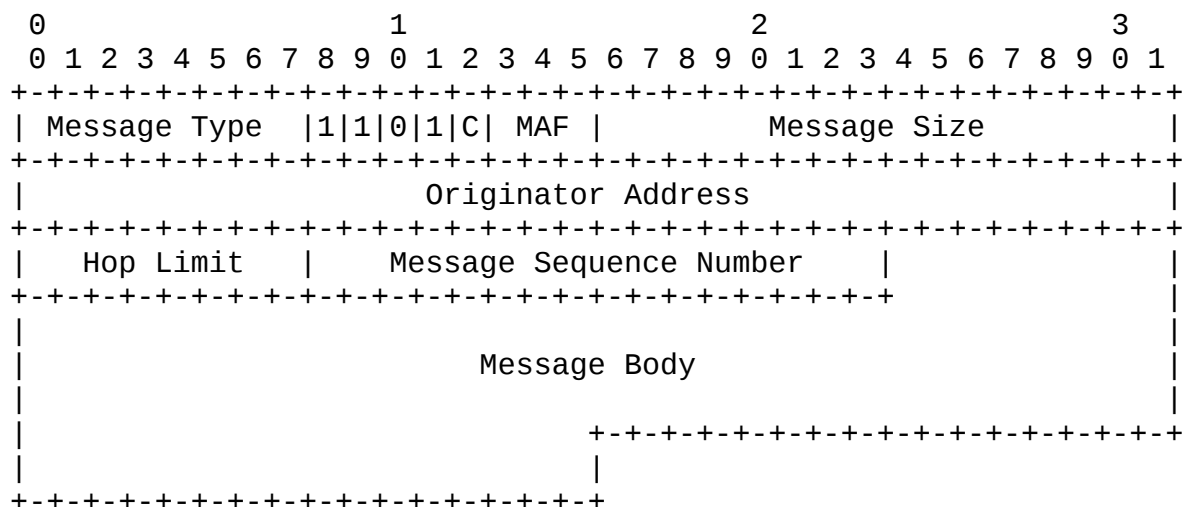 0                   1                   2                   3
 0 1 2 3 4 5 6 7 8 9 0 1 2 3 4 5 6 7 8 9 0 1 2 3 4 5 6 7 8 9 0 1
+-+-+-+-+-+-+-+-+-+-+-+-+-+-+-+-+-+-+-+-+-+-+-+-+-+-+-+-+-+-+-+-+
| Message Type  |1|1|0|1|C| MAF |         Message Size          |
+-+-+-+-+-+-+-+-+-+-+-+-+-+-+-+-+-+-+-+-+-+-+-+-+-+-+-+-+-+-+-+-+
|                      Originator Address                       |
+-+-+-+-+-+-+-+-+-+-+-+-+-+-+-+-+-+-+-+-+-+-+-+-+-+-+-+-+-+-+-+-+
|   Hop Limit   |    Message Sequence Number    |               |
+-+-+-+-+-+-+-+-+-+-+-+-+-+-+-+-+-+-+-+-+-+-+-+-+               |
|                                                               |
|                         Message Body                          |
|                                                               |
|                               +-+-+-+-+-+-+-+-+-+-+-+-+-+-+-+-+
|                               |
+-+-+-+-+-+-+-+-+-+-+-+-+-+-+-+-+